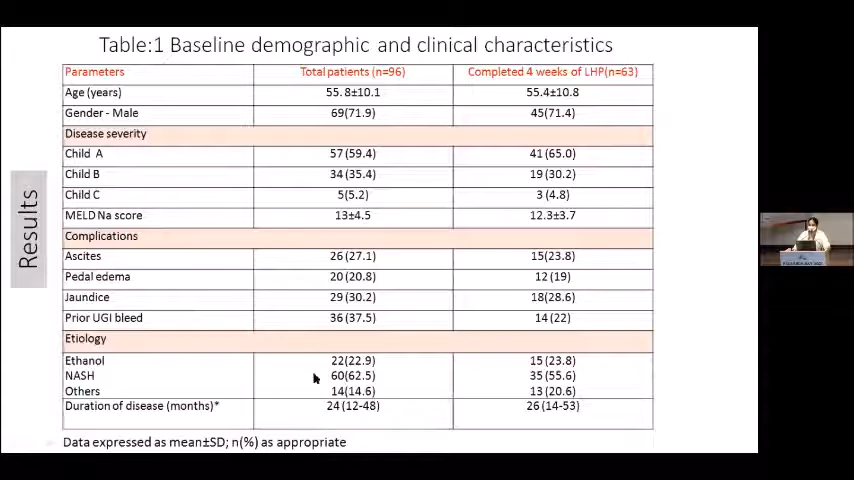 Table:1 Baseline demographic and clinical characteristics
Parameters Total patients (n=96) Completed 4 weeks of LHP(n=63)
Age (years) 55. 8±10.1 55.4±10.8
Gender - Male 69(71.9) 45(71.4)
Disease severity
Child A 57 (59.4) 41 (65.0)
Child B 34 (35.4) 19 (30.2)
Child C 5(5.2) 3 (4.8)
MELD Na score 13±4.5 12.3±3.7
Complications
Ascites 26 (27.1) 15(23.8)
Pedal edema 20 (20.8) 12 (19)
Jaundice 29 (30.2) 18(28.6)
Prior UGI bleed 36 (37.5) 14 (22)
Etiology
Ethanol 22(22.9) 15 (23.8)
NASH 60(62.5) 35 (55.6)
Others 14(14.6) 13 (20.6)
Duration of disease (months)* 24 (12-48) 26 (14-53)
Data expressed as mean±SD; n(%) as appropriate
Results